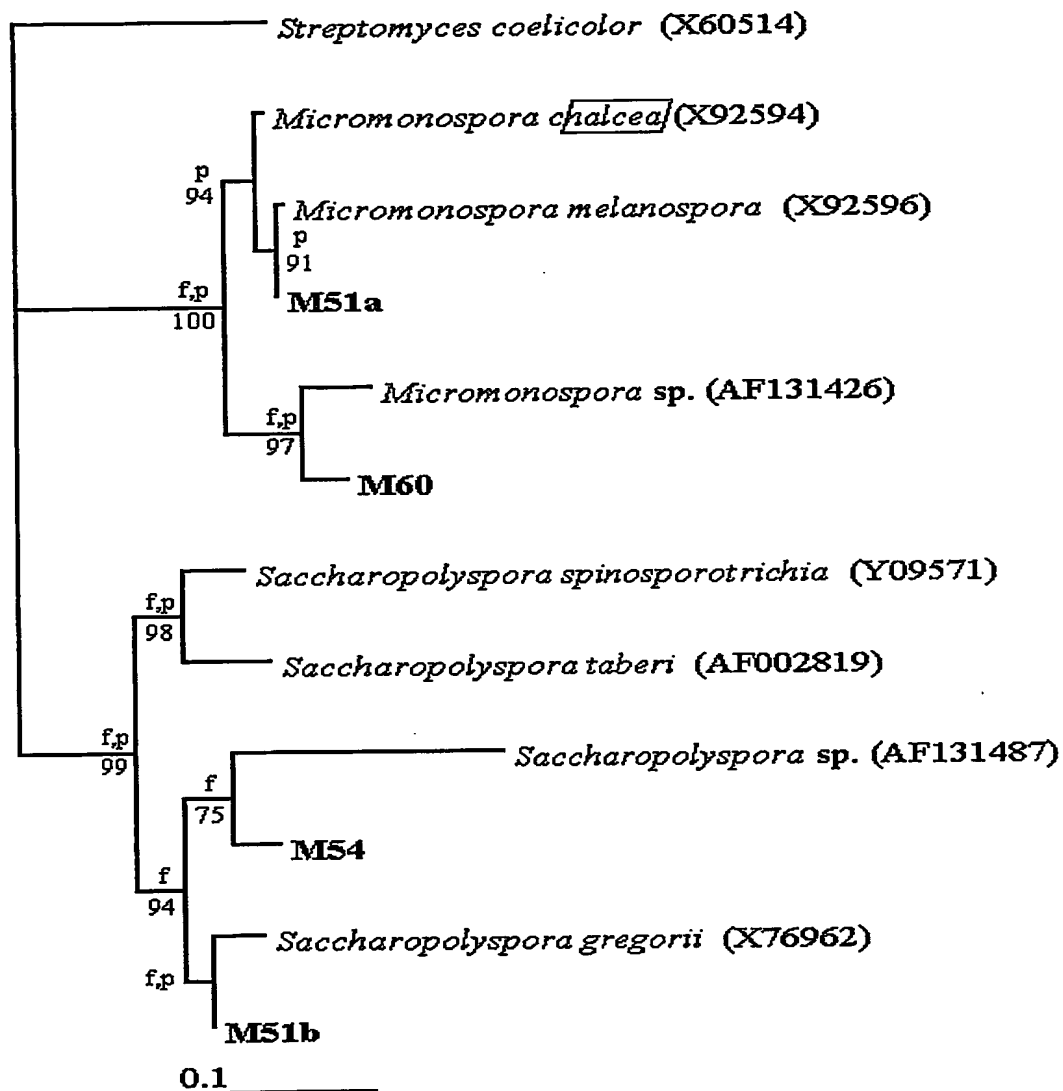 Streptomyces coelicolor (X60514)
Micromonospora chalcea (X92594)
p
94
Micromonospora melanospora (X92596)
p
91
M51a
f,p
100
Micromonospora sp. (AF131426)
f,p
97
M60
Saccharopolyspora spinosporotrichia (Y09571)
f,p
98
Saccharopolyspora taberi (AF002819)
f,p
99
Saccharopolyspora sp. (AF131487)
f
75
M54
f
94
Saccharopolyspora gregorii (X76962)
f,p
M51b
0.1